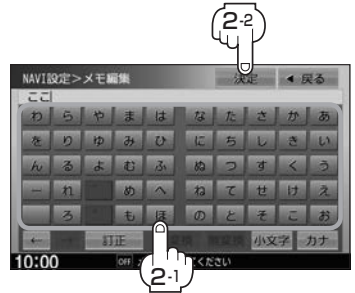 2-2
NAVI設定>メモ編集 決定 ◀戻る
ここ
わ ら や ま は な た さ か あ
を り ゆ み ひ に ち し き い
ん る よ む ふ ぬ つ す く う
ー れ め へ ね て せ け え
ろ も ほ の と そ こ お
← → 訂正 無変換 小文字 カナ
10:00 OFF ください
2-1